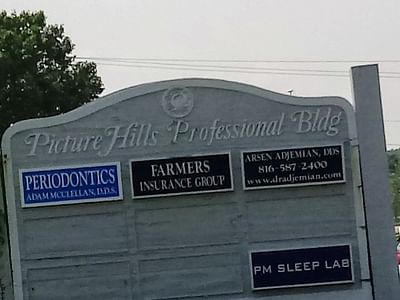 Picture Hills Professional Bldg
PERIODONTICS
ADAM MCCLELLAN, D.D.S.
FARMERS
INSURANCE GROUP
ARSEN ADJEMIAN, DDS
816-587-2400
www.dradjemian.com
PM SLEEP LAB